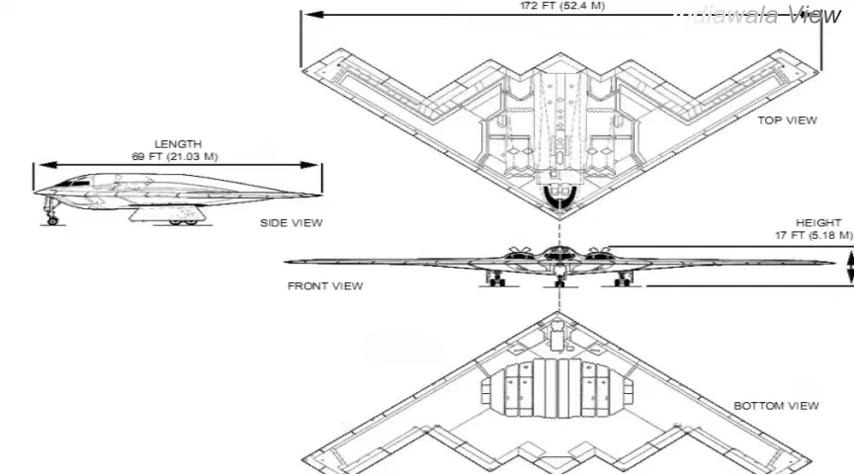 172 FT (52.4 M)
Indiawala View
TOP VIEW
LENGTH
69 FT (21.03 M)
SIDE VIEW
HEIGHT
17 FT (5.18 M)
FRONT VIEW
BOTTOM VIEW